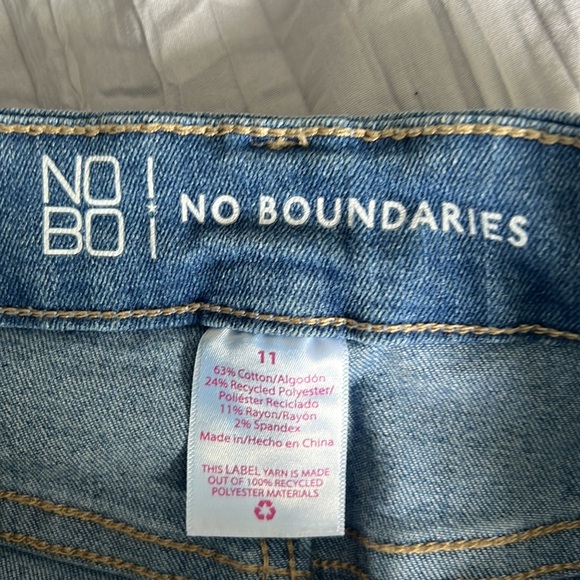 NO
BO
NO BOUNDARIES
11
63% Cotton/Algodón
24% Recycled Polyester/
Poliéster Reciclado
11% Rayon/Rayón
2% Spandex
Made in/Hecho en China
THIS LABEL YARN IS MADE
OUT OF 100% RECYCLED
POLYESTER MATERIALS